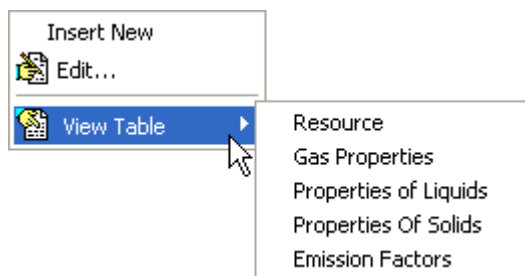 Insert New
Edit...
View Table
Resource
Gas Properties
Properties of Liquids
Properties Of Solids
Emission Factors